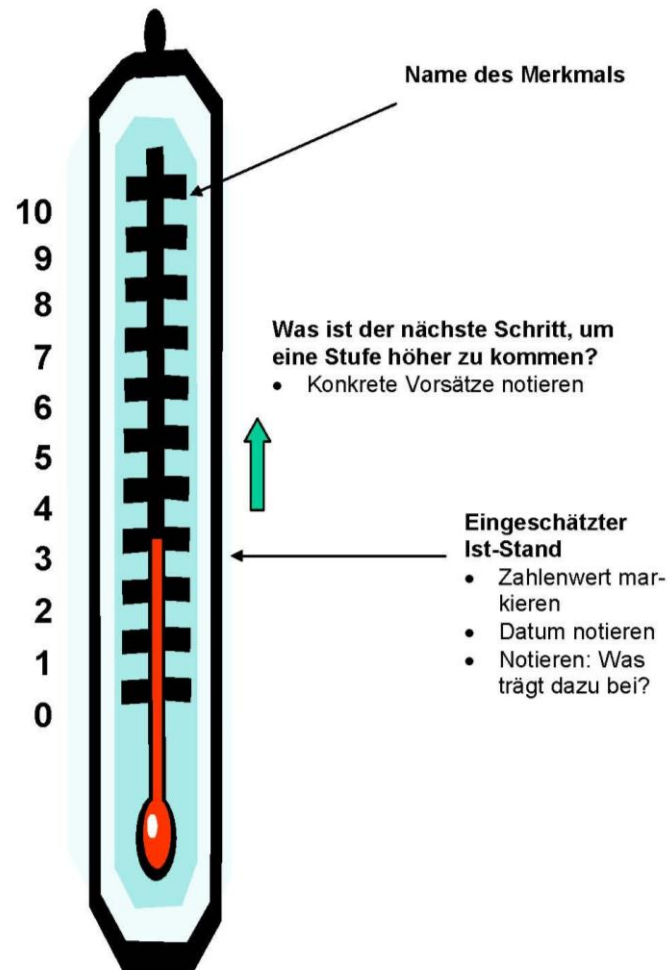 Name des Merkmals
10
9
8
7
6
5
4
3
2
1
0
Was ist der nächste Schritt, um
eine Stufe höher zu kommen?
• Konkrete Vorsätze notieren
Eingeschätzter
Ist-Stand
• Zahlenwert mar-
kieren
• Datum notieren
• Notieren: Was
trägt dazu bei?